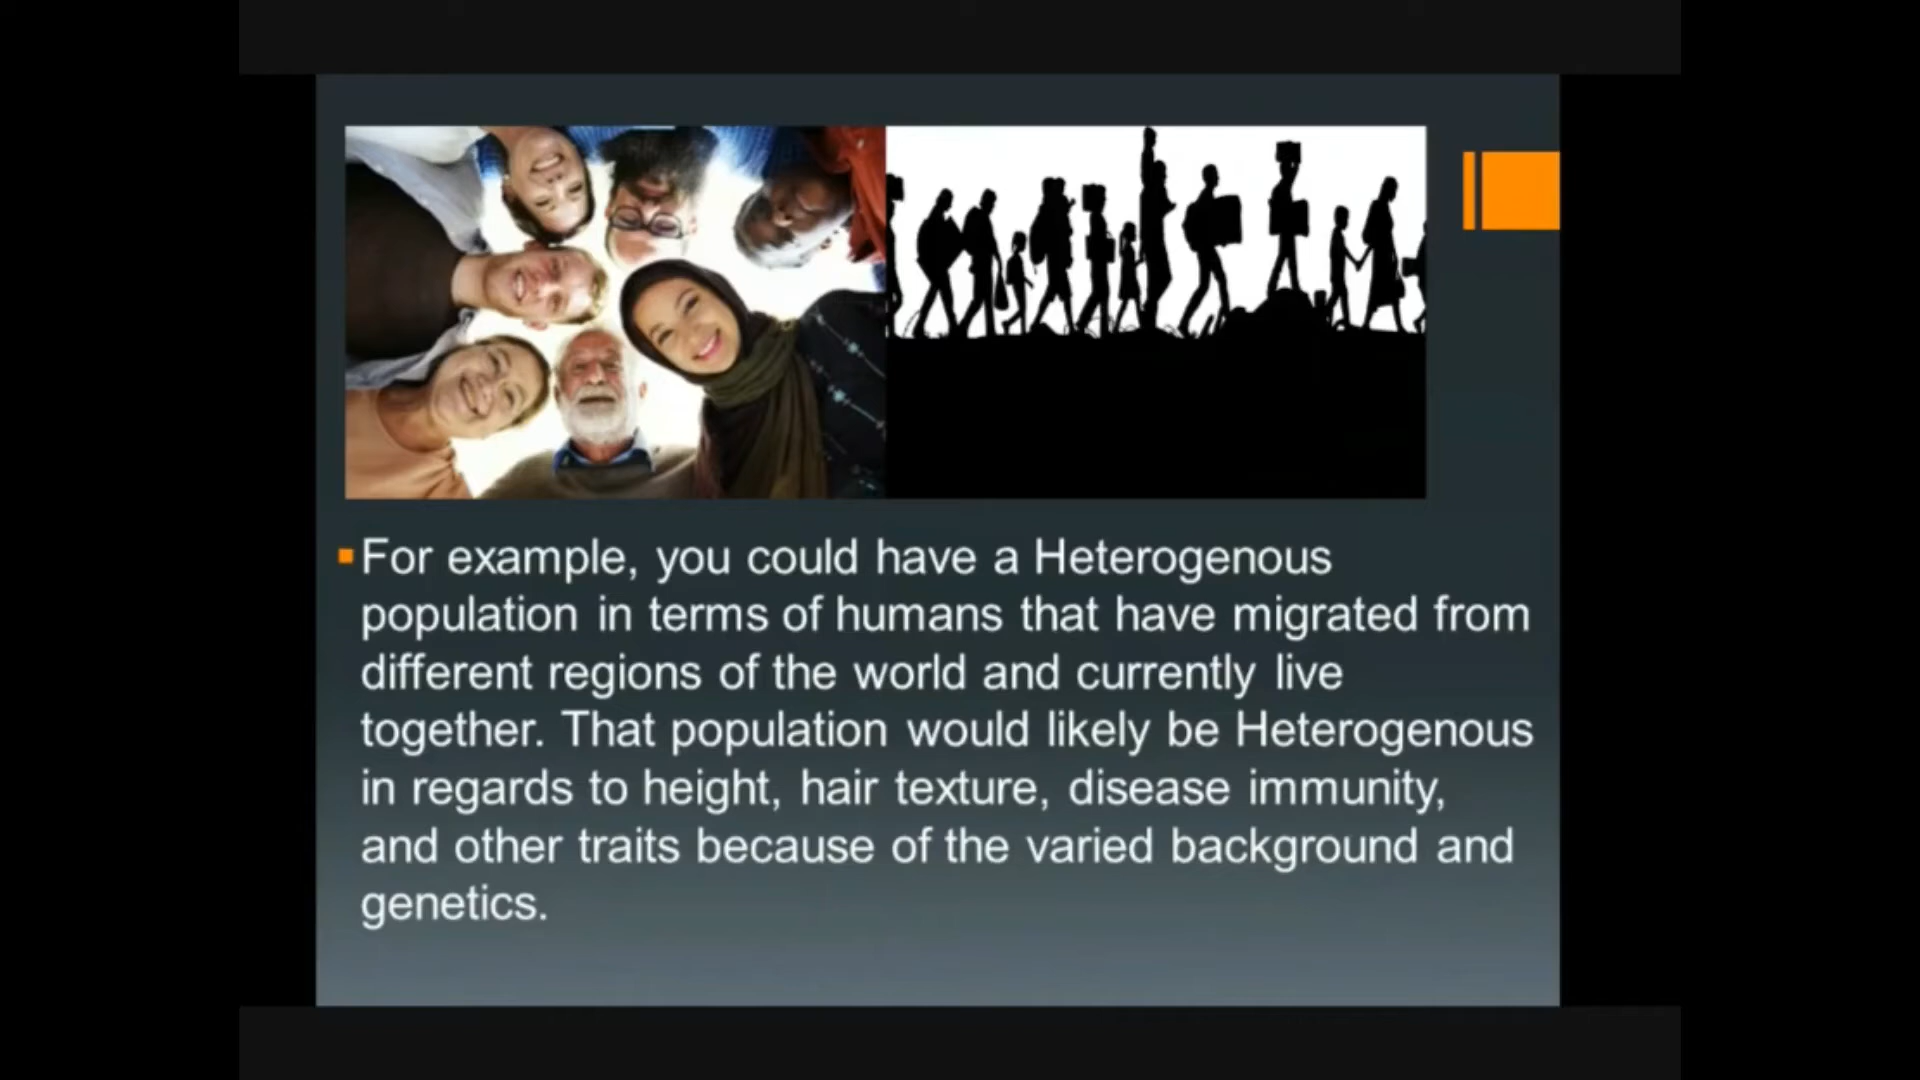 For example, you could have a Heterogenous
population in terms of humans that have migrated from
different regions of the world and currently live
together. That population would likely be Heterogenous
in regards to height, hair texture, disease immunity,
and other traits because of the varied background and
genetics.